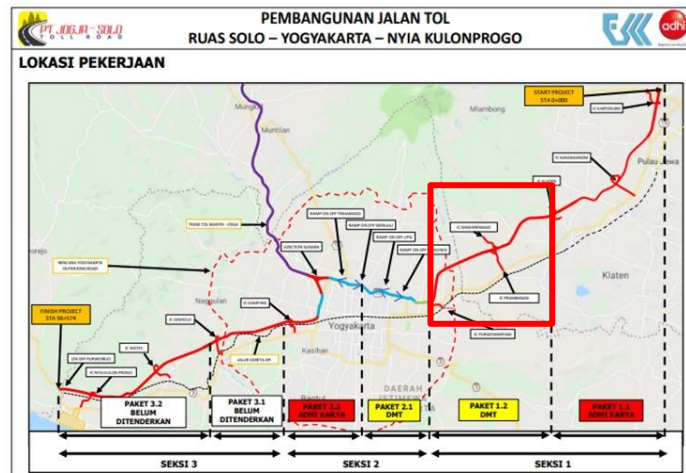 PT JOGJA - SOLO
TOLL ROAD
PEMBANGUNAN JALAN TOL
RUAS SOLO – YOGYAKARTA – NYIA KULONPROGO
ESK
adhi
LOKASI PEKERJAAN
START PROJECT
STA 0+000
IC KARTOSURO
Mungkid
Muntilan
Mlambong
Pulau Jawa
IC KARANGANOM
IC KLATEN
TRASE TOL BAWEN - JOGJA
RAMP ON OFF TRIHANGGO
RAMP ON OFF MONJALI
RAMP ON OFF UPN
JUNCTION SLEMAN
IC MANISRENGGO
IC PRAMBANAN
Klaten
RENCANA YOGYAKARTA
OUTER RING ROAD
Nanggulan
IC GAMPING
IC PURWOMARTANI
FINISH PROJECT
STA 96+574
IC SENTOLO
Yogyakarta
Kasihan
JALUR KERETA API
IC WATES
ON OFF PURWOREJO
IC NYIA KULON PROGO
DAERAH
ISTIMEWA
Bantul
PAKET 3.2
BELUM
DITENDERKAN
PAKET 3.1
BELUM
DITENDERKAN
PAKET 2.2
ADHI KARYA
PAKET 2.1
DMT
PAKET 1.2
DMT
PAKET 1.1
ADHI KARYA
SEKSI 3
SEKSI 2
SEKSI 1